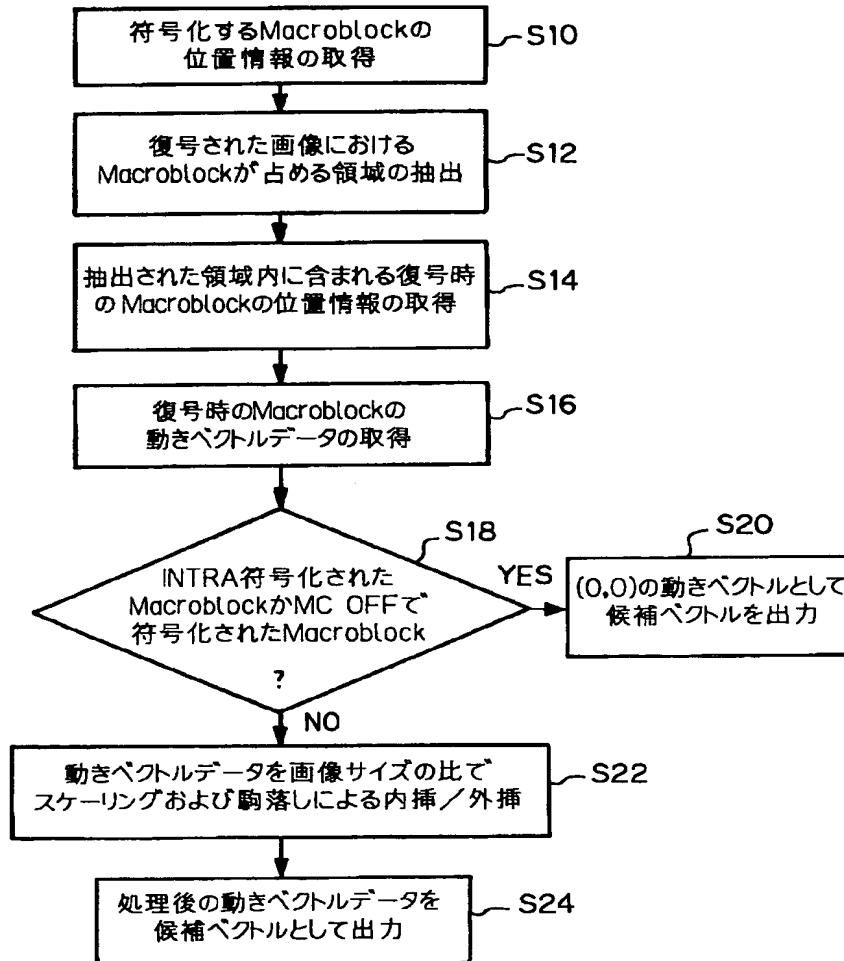 符号化するMacroblockの
位置情報の取得
S10
復号された画像における
Macroblockが占める領域の抽出
S12
抽出された領域内に含まれる復号時
のMacroblockの位置情報の取得
S14
復号時のMacroblockの
動きベクトルデータの取得
S16
S18
INTRA符号化された
MacroblockかMC OFFで
符号化されたMacroblock
?
YES
S20
(0,0)の動きベクトルとして
候補ベクトルを出力
NO
動きベクトルデータを画像サイズの比で
スケーリングおよび駒落しによる内挿/外挿
S22
処理後の動きベクトルデータを
候補ベクトルとして出力
S24